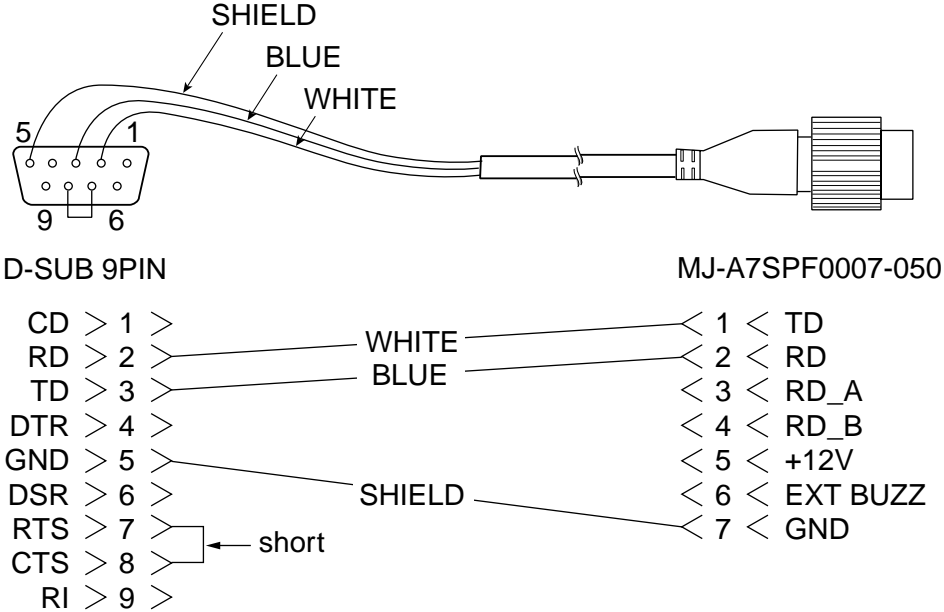 SHIELD
BLUE
WHITE
5 1
9 6
D-SUB 9PIN
MJ-A7SPF0007-050
CD > 1 >
RD > 2 >
TD > 3 >
DTR > 4 >
GND > 5 >
DSR > 6 >
RTS > 7 >
CTS > 8 >
RI > 9 >
WHITE
BLUE
SHIELD
short
< 1 < TD
< 2 < RD
< 3 < RD_A
< 4 < RD_B
< 5 < +12V
< 6 < EXT BUZZ
< 7 < GND